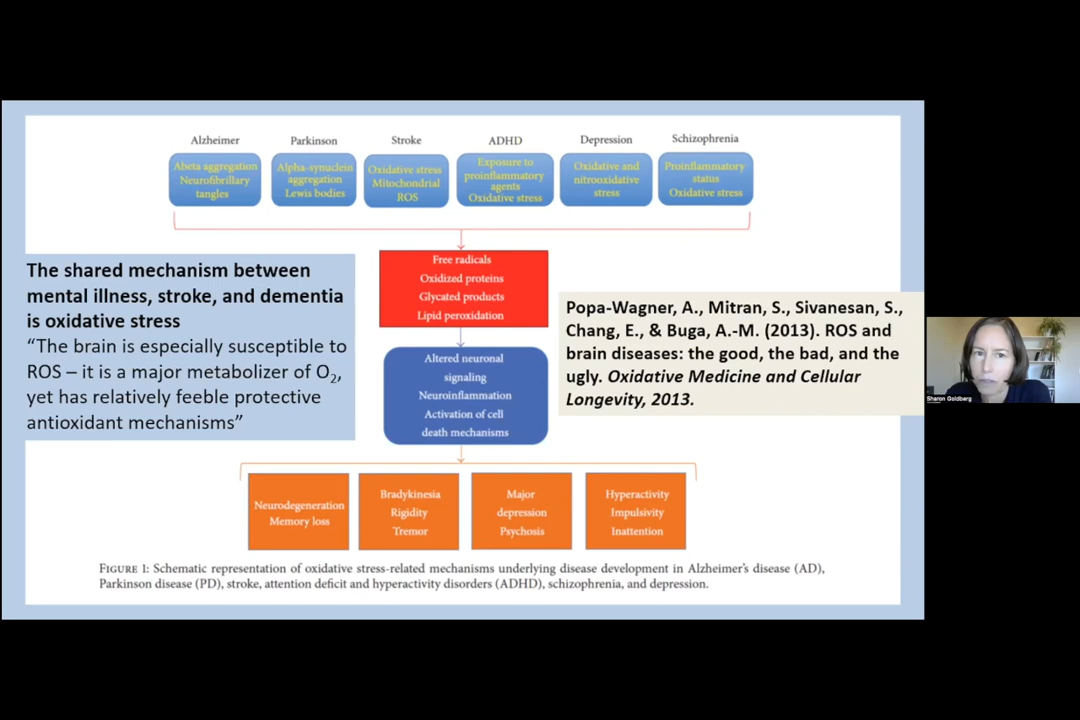 Alzheimer
Parkinson
Stroke
ADHD
Depression
Schizophrenia
Abeta aggregation
Neurofibrillary
tangles
Alpha-synuclein
aggregation
Lewis bodies
Oxidative stress
Mitochondrial
ROS
Exposure to
proinflammatory
agents
Oxidative stress
Oxidative and
nitrooxidative
stress
Proinflammatory
status
Oxidative stress
Free radicals
Oxidized proteins
Glycated products
Lipid peroxidation
The shared mechanism between
mental illness, stroke, and dementia
is oxidative stress
“The brain is especially susceptible to
ROS – it is a major metabolizer of O₂,
yet has relatively feeble protective
antioxidant mechanisms”
Popa-Wagner, A., Mitran, S., Sivanesan, S.,
Chang, E., & Buga, A.-M. (2013). ROS and
brain diseases: the good, the bad, and the
ugly. Oxidative Medicine and Cellular
Longevity, 2013.
Sharon Goldberg
Altered neuronal
signaling
Neuroinflammation
Activation of cell
death mechanisms
Neurodegeneration
Memory loss
Bradykinesia
Rigidity
Tremor
Major
depression
Psychosis
Hyperactivity
Impulsivity
Inattention
FIGURE 1: Schematic representation of oxidative stress-related mechanisms underlying disease development in Alzheimer's disease (AD),
Parkinson disease (PD), stroke, attention deficit and hyperactivity disorders (ADHD), schizophrenia, and depression.